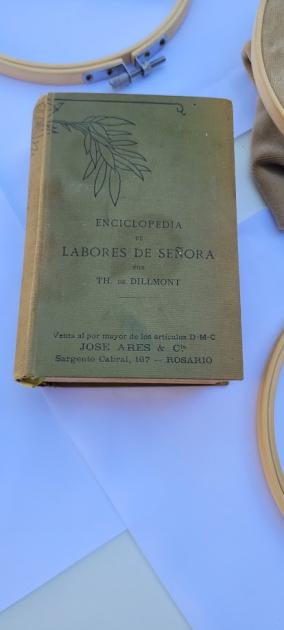 ENCICLOPEDIA
DE
LABORES DE SEÑORA
POR
TH. DE DILLMONT
Venta al por mayor de los artículos D·M·C
JOSE ARES & Cía
Sargento Cabral, 167 — ROSARIO